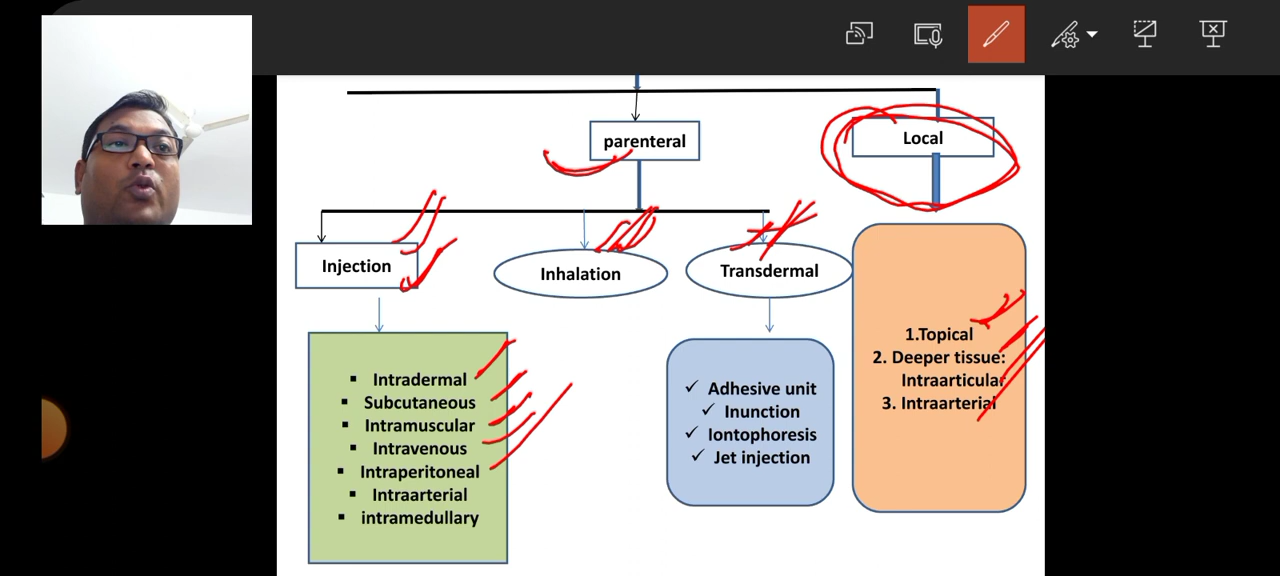 parenteral
Local
Injection
Inhalation
Transdermal
▪ Intradermal
▪ Subcutaneous
▪ Intramuscular
▪ Intravenous
▪ Intraperitoneal
▪ Intraarterial
▪ intramedullary
✓ Adhesive unit
✓ Inunction
✓ Iontophoresis
✓ Jet injection
1.Topical
2. Deeper tissue:
Intraarticular
3. Intraarterial